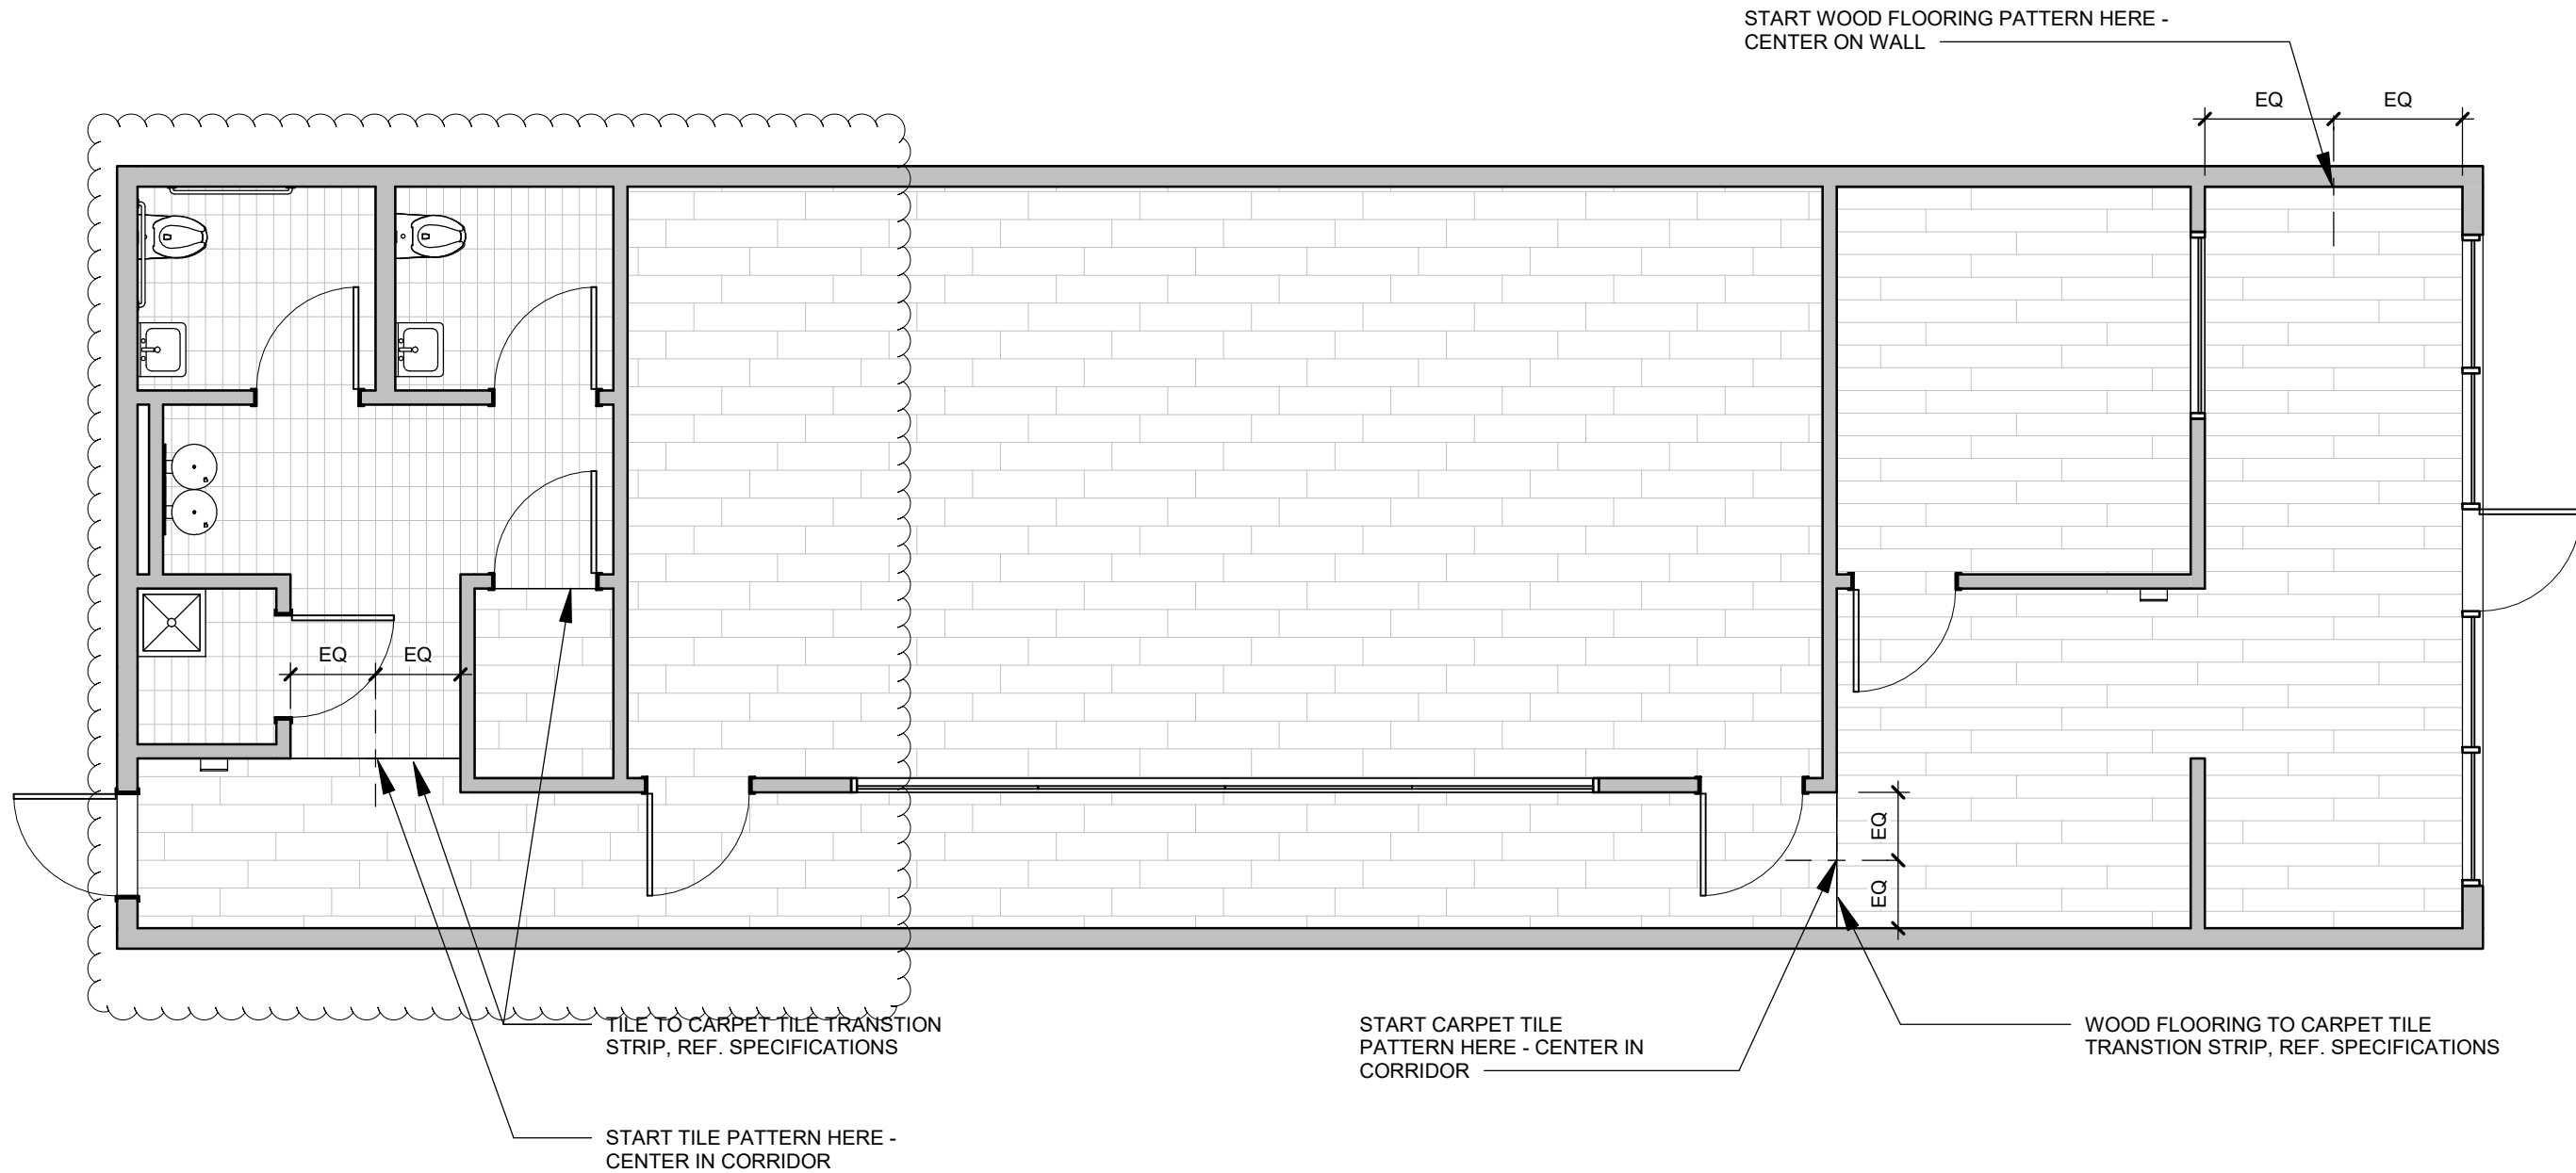 START WOOD FLOORING PATTERN HERE -
CENTER ON WALL
EQ
EQ
EQ
EQ
EQ
EQ
TILE TO CARPET TILE TRANSTION
STRIP, REF. SPECIFICATIONS
START CARPET TILE
PATTERN HERE - CENTER IN
CORRIDOR
WOOD FLOORING TO CARPET TILE
TRANSTION STRIP, REF. SPECIFICATIONS
START TILE PATTERN HERE -
CENTER IN CORRIDOR